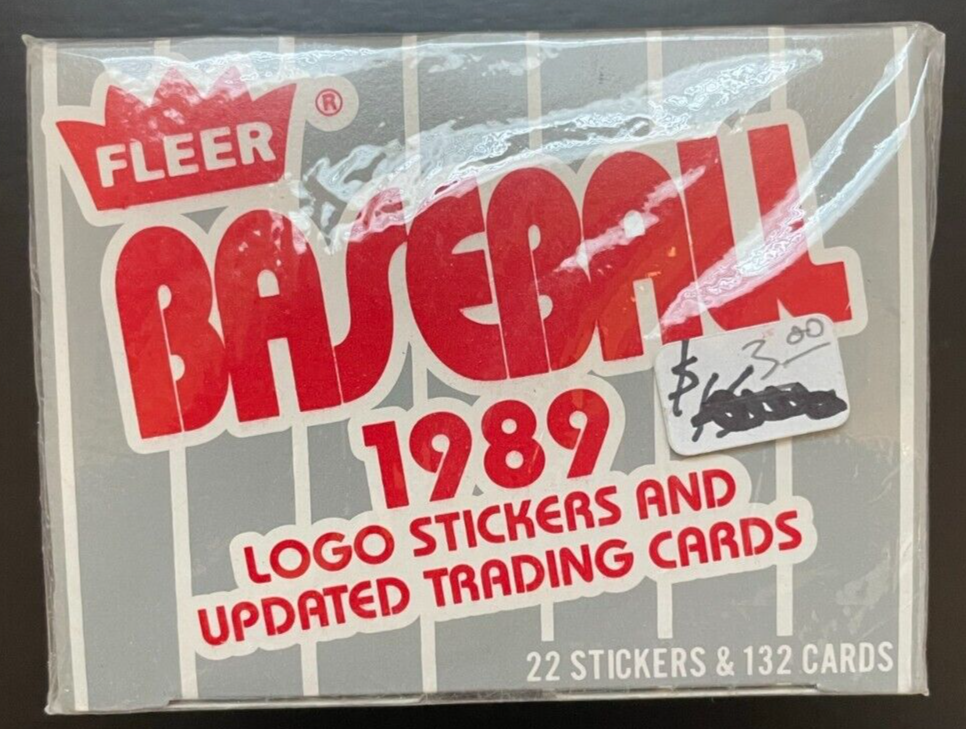 FLEER ®
BASEBALL
$ 3.00
1989
LOGO STICKERS AND
UPDATED TRADING CARDS
22 STICKERS & 132 CARDS